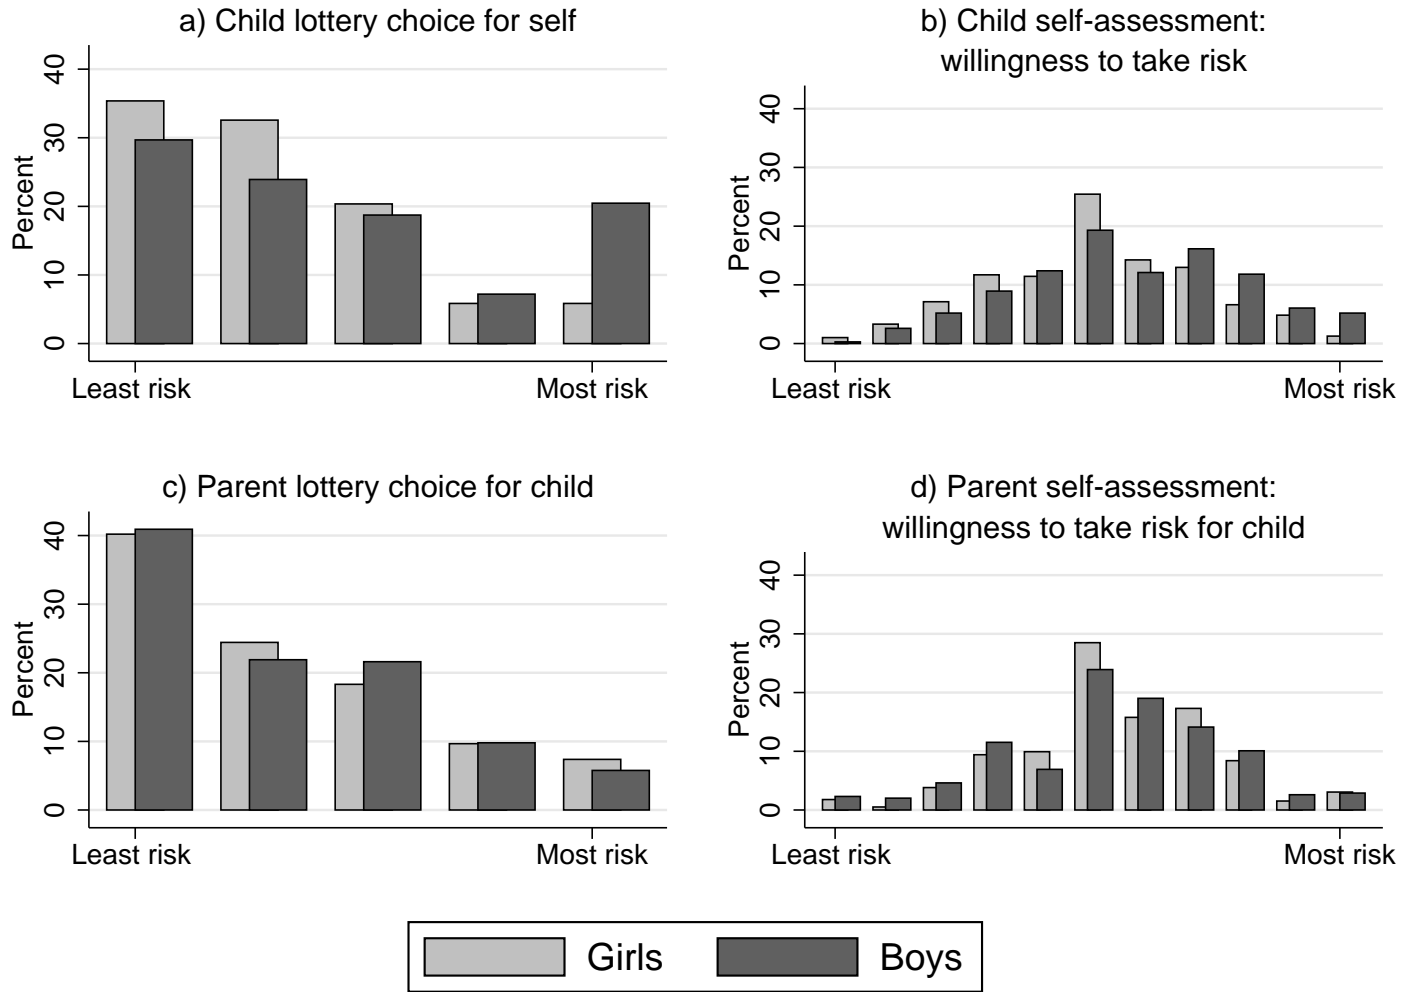 a) Child lottery choice for self
Percent
40
30
20
10
0
Least risk
Most risk
b) Child self-assessment:
willingness to take risk
Percent
40
30
20
10
0
Least risk
Most risk
c) Parent lottery choice for child
Percent
40
30
20
10
0
Least risk
Most risk
d) Parent self-assessment:
willingness to take risk for child
Percent
40
30
20
10
0
Least risk
Most risk
Girls
Boys